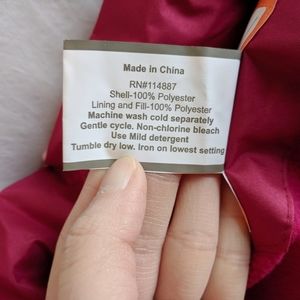 Made in China
RN#114887
Shell-100% Polyester
Lining and Fill-100% Polyester
Machine wash cold separately
Gentle cycle. Non-chlorine bleach
Use Mild detergent
Tumble dry low. Iron on lowest setting